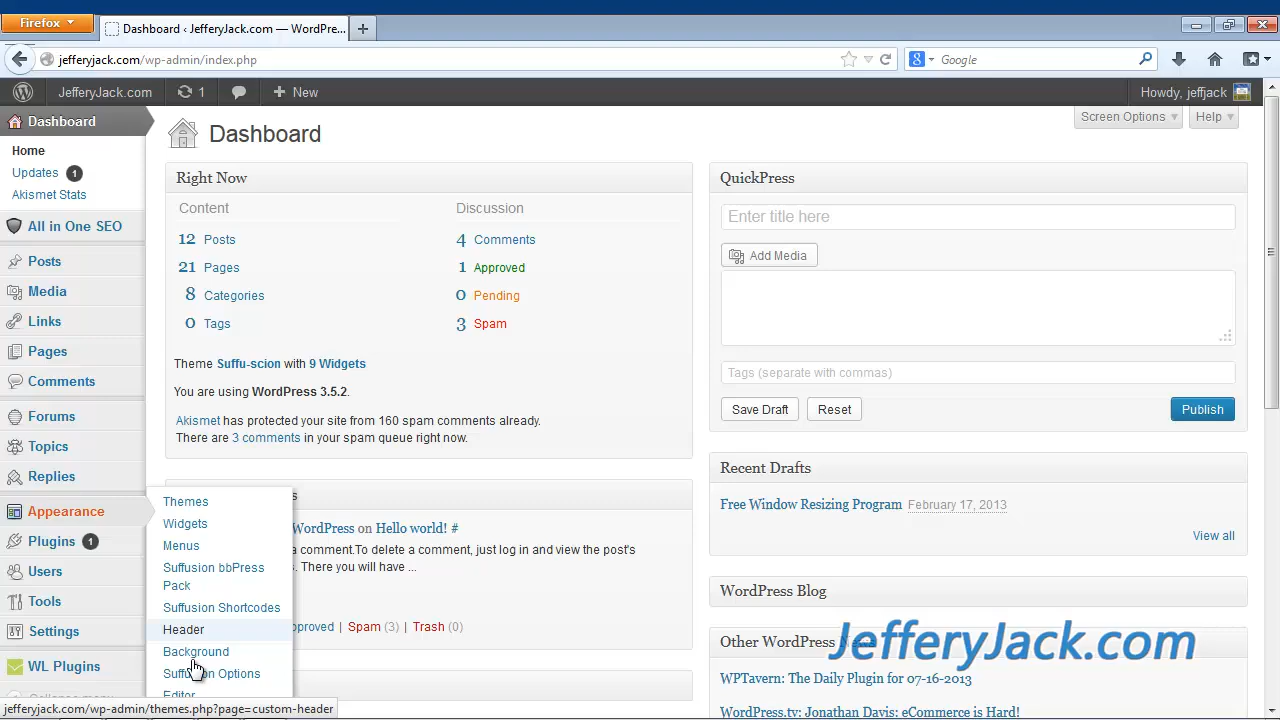 Firefox
Dashboard ‹ JefferyJack.com — WordPre...
jefferyjack.com/wp-admin/index.php
Google
JefferyJack.com
1
New
Howdy, jeffjack
Dashboard
Home
Updates 1
Akismet Stats
All in One SEO
Posts
Media
Links
Pages
Comments
Forums
Topics
Replies
Appearance
Plugins 1
Users
Tools
Settings
WL Plugins
Collapse menu
Themes
Widgets
Menus
Suffusion bbPress
Pack
Suffusion Shortcodes
Header
Background
Suffusion Options
Editor
jefferyjack.com/wp-admin/themes.php?page=custom-header
Dashboard
Screen Options
Help
Right Now
Content
Discussion
12 Posts
4 Comments
21 Pages
1 Approved
8 Categories
0 Pending
0 Tags
3 Spam
Theme Suffu-scion with 9 Widgets
You are using WordPress 3.5.2.
Akismet has protected your site from 160 spam comments already.
There are 3 comments in your spam queue right now.
s
WordPress on Hello world! #
a comment.To delete a comment, just log in and view the post's
s. There you will have ...
pproved | Spam (3) | Trash (0)
QuickPress
Enter title here
Add Media
Tags (separate with commas)
Save Draft
Reset
Publish
Recent Drafts
Free Window Resizing Program February 17, 2013
View all
WordPress Blog
Other WordPress News
JefferyJack.com
WPTavern: The Daily Plugin for 07-16-2013
WordPress.tv: Jonathan Davis: eCommerce is Hard!